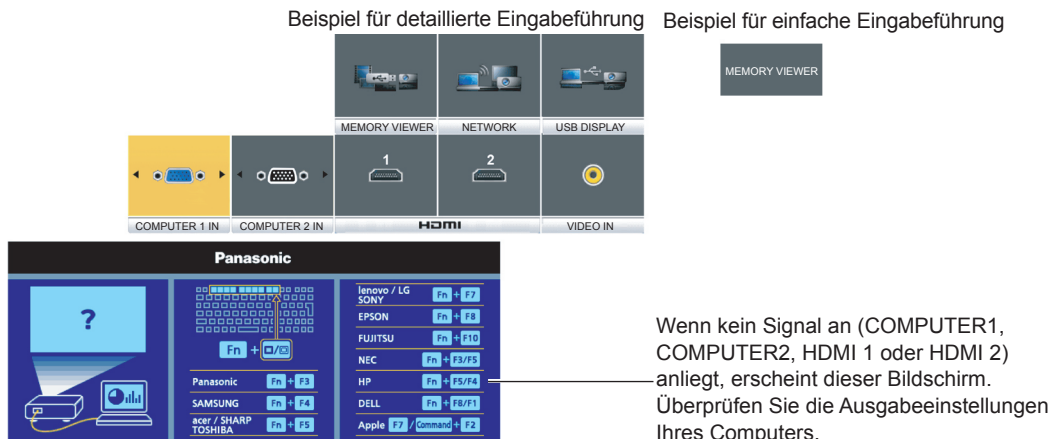 Beispiel für detaillierte Eingabeführung
Beispiel für einfache Eingabeführung
MEMORY VIEWER
MEMORY VIEWER NETWORK USB DISPLAY
1 2
COMPUTER 1 IN COMPUTER 2 IN HDMI VIDEO IN
Panasonic
?
Fn +
Panasonic Fn + F3
SAMSUNG Fn + F4
acer / SHARP
TOSHIBA Fn + F5
lenovo / LG
SONY Fn + F7
EPSON Fn + F8
FUJITSU Fn + F10
NEC Fn + F3/F5
HP Fn + F5/F4
DELL Fn + F8/F1
Apple F7 / Command + F2
Wenn kein Signal an (COMPUTER1,
COMPUTER2, HDMI 1 oder HDMI 2)
anliegt, erscheint dieser Bildschirm.
Überprüfen Sie die Ausgabeeinstellungen
Ihres Computers.